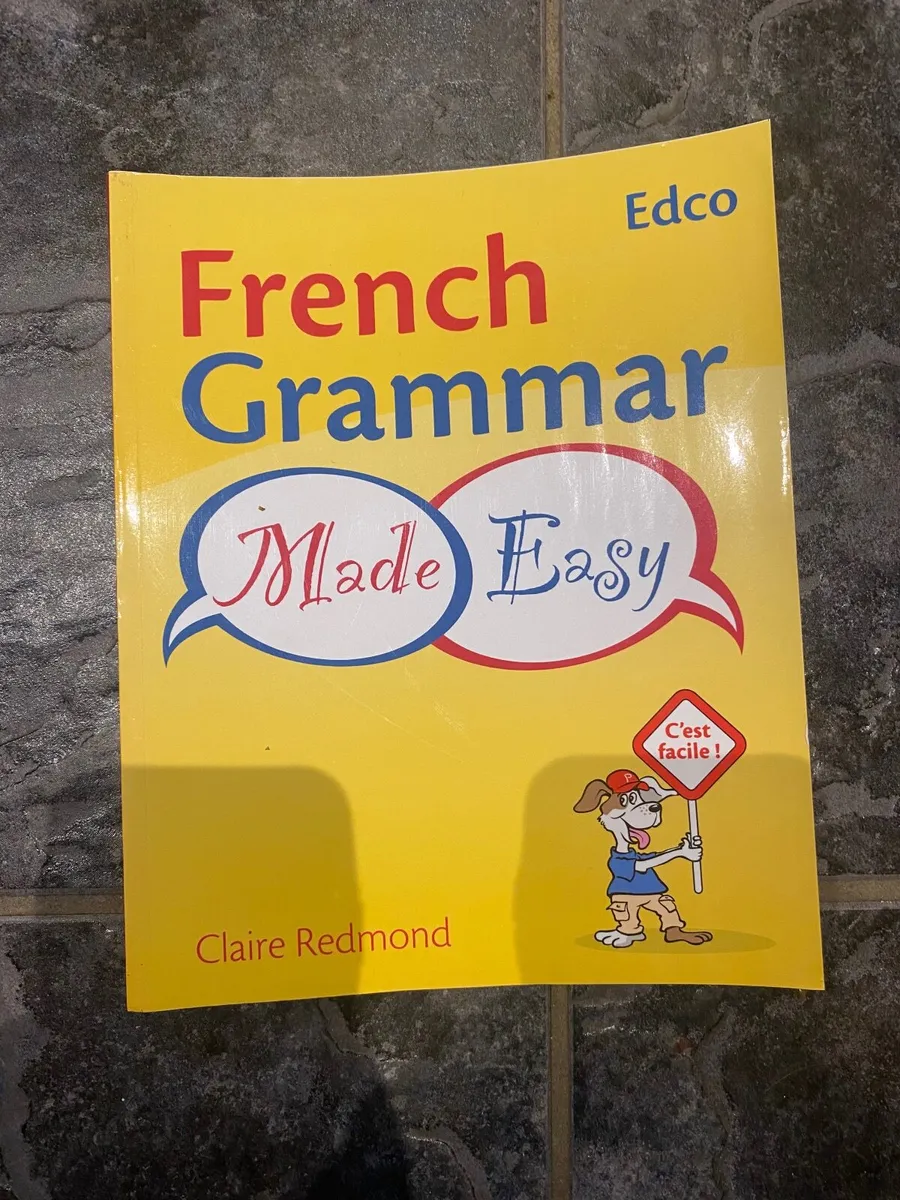 Edco
French
Grammar
Made Easy
C'est
facile !
P
Claire Redmond